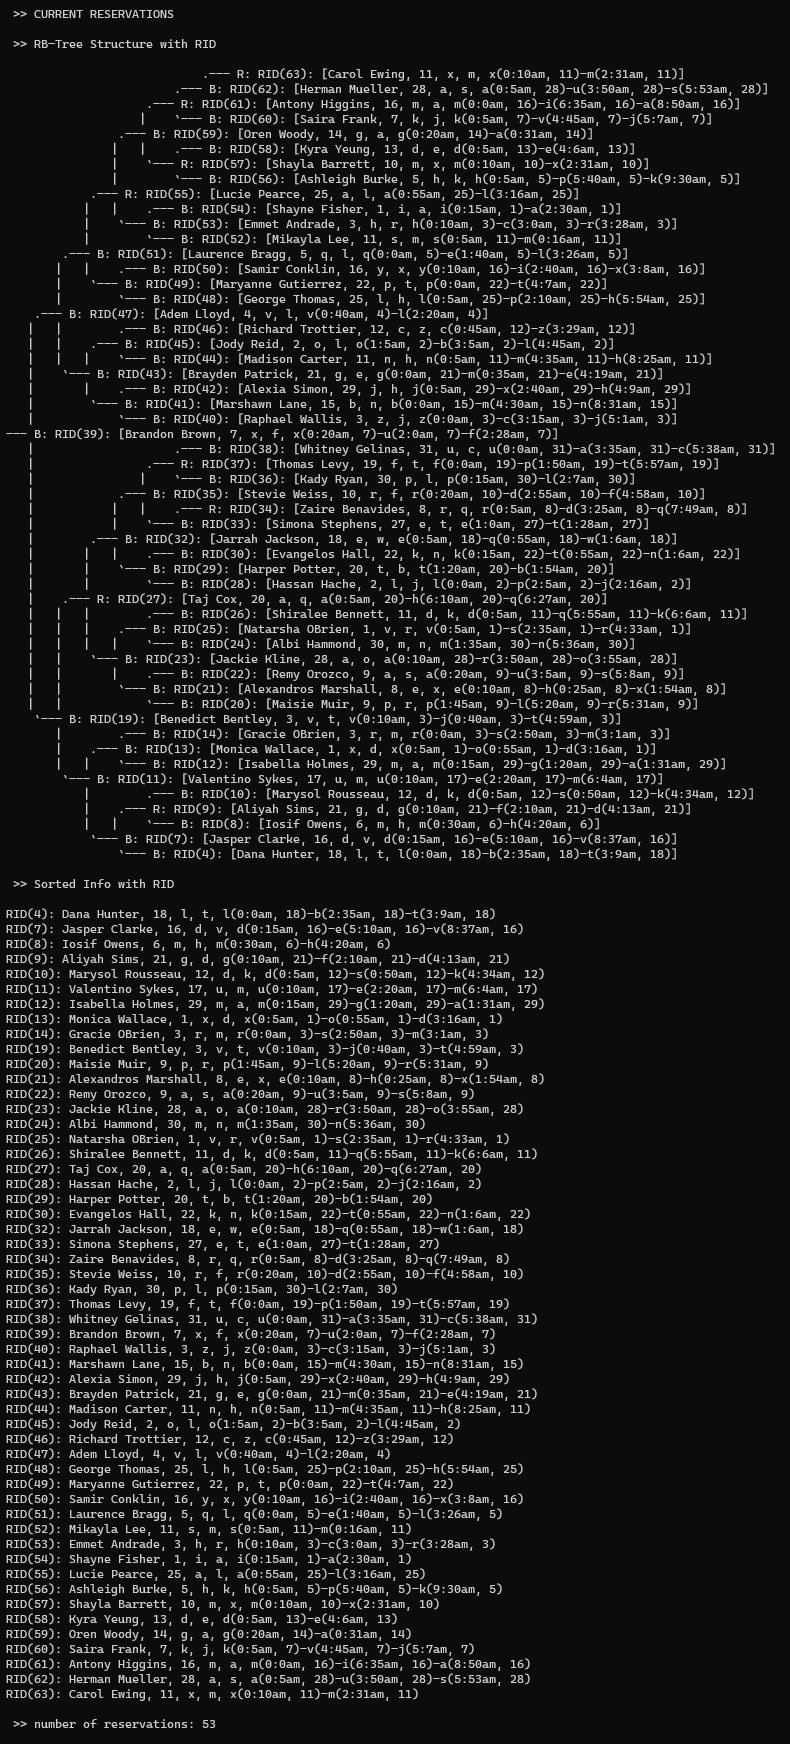 >> CURRENT RESERVATIONS
>> RB-Tree Structure with RID
.--- R: RID(63): [Carol Ewing, 11, x, m, x(0:10am, 11)-m(2:31am, 11)]
.--- B: RID(62): [Herman Mueller, 28, a, s, a(0:5am, 28)-u(3:50am, 28)-s(5:53am, 28)]
.--- R: RID(61): [Antony Higgins, 16, m, a, m(0:0am, 16)-i(6:35am, 16)-a(8:50am, 16)]
| `--- B: RID(60): [Saira Frank, 7, k, j, k(0:5am, 7)-v(4:45am, 7)-j(5:7am, 7)]
.--- B: RID(59): [Oren Woody, 14, g, a, g(0:20am, 14)-a(0:31am, 14)]
| | .--- B: RID(58): [Kyra Yeung, 13, d, e, d(0:5am, 13)-e(4:6am, 13)]
| `--- R: RID(57): [Shayla Barrett, 10, m, x, m(0:10am, 10)-x(2:31am, 10)]
| `--- B: RID(56): [Ashleigh Burke, 5, h, k, h(0:5am, 5)-p(5:40am, 5)-k(9:30am, 5)]
.--- R: RID(55): [Lucie Pearce, 25, a, l, a(0:55am, 25)-l(3:16am, 25)]
| | .--- B: RID(54): [Shayne Fisher, 1, i, a, i(0:15am, 1)-a(2:30am, 1)]
| `--- B: RID(53): [Emmet Andrade, 3, h, r, h(0:10am, 3)-c(3:0am, 3)-r(3:28am, 3)]
| `--- B: RID(52): [Mikayla Lee, 11, s, m, s(0:5am, 11)-m(0:16am, 11)]
.--- B: RID(51): [Laurence Bragg, 5, q, l, q(0:0am, 5)-e(1:40am, 5)-l(3:26am, 5)]
| | .--- B: RID(50): [Samir Conklin, 16, y, x, y(0:10am, 16)-i(2:40am, 16)-x(3:8am, 16)]
| `--- B: RID(49): [Maryanne Gutierrez, 22, p, t, p(0:0am, 22)-t(4:7am, 22)]
| `--- B: RID(48): [George Thomas, 25, l, h, l(0:5am, 25)-p(2:10am, 25)-h(5:54am, 25)]
.--- B: RID(47): [Adem Lloyd, 4, v, l, v(0:40am, 4)-l(2:20am, 4)]
| | .--- B: RID(46): [Richard Trottier, 12, c, z, c(0:45am, 12)-z(3:29am, 12)]
| | .--- B: RID(45): [Jody Reid, 2, o, l, o(1:5am, 2)-b(3:5am, 2)-l(4:45am, 2)]
| | | `--- B: RID(44): [Madison Carter, 11, n, h, n(0:5am, 11)-m(4:35am, 11)-h(8:25am, 11)]
| `--- B: RID(43): [Brayden Patrick, 21, g, e, g(0:0am, 21)-m(0:35am, 21)-e(4:19am, 21)]
| | .--- B: RID(42): [Alexia Simon, 29, j, h, j(0:5am, 29)-x(2:40am, 29)-h(4:9am, 29)]
| `--- B: RID(41): [Marshawn Lane, 15, b, n, b(0:0am, 15)-m(4:30am, 15)-n(8:31am, 15)]
| `--- B: RID(40): [Raphael Wallis, 3, z, j, z(0:0am, 3)-c(3:15am, 3)-j(5:1am, 3)]
--- B: RID(39): [Brandon Brown, 7, x, f, x(0:20am, 7)-u(2:0am, 7)-f(2:28am, 7)]
| .--- B: RID(38): [Whitney Gelinas, 31, u, c, u(0:0am, 31)-a(3:35am, 31)-c(5:38am, 31)]
| .--- R: RID(37): [Thomas Levy, 19, f, t, f(0:0am, 19)-p(1:50am, 19)-t(5:57am, 19)]
| | `--- B: RID(36): [Kady Ryan, 30, p, l, p(0:15am, 30)-l(2:7am, 30)]
| .--- B: RID(35): [Stevie Weiss, 10, r, f, r(0:20am, 10)-d(2:55am, 10)-f(4:58am, 10)]
| | | .--- R: RID(34): [Zaire Benavides, 8, r, q, r(0:5am, 8)-d(3:25am, 8)-q(7:49am, 8)]
| | `--- B: RID(33): [Simona Stephens, 27, e, t, e(1:0am, 27)-t(1:28am, 27)]
| .--- B: RID(32): [Jarrah Jackson, 18, e, w, e(0:5am, 18)-q(0:55am, 18)-w(1:6am, 18)]
| | | .--- B: RID(30): [Evangelos Hall, 22, k, n, k(0:15am, 22)-t(0:55am, 22)-n(1:6am, 22)]
| | `--- B: RID(29): [Harper Potter, 20, t, b, t(1:20am, 20)-b(1:54am, 20)]
| | `--- B: RID(28): [Hassan Hache, 2, l, j, l(0:0am, 2)-p(2:5am, 2)-j(2:16am, 2)]
| .--- R: RID(27): [Taj Cox, 20, a, q, a(0:5am, 20)-h(6:10am, 20)-q(6:27am, 20)]
| | | .--- B: RID(26): [Shiralee Bennett, 11, d, k, d(0:5am, 11)-q(5:55am, 11)-k(6:6am, 11)]
| | | .--- B: RID(25): [Natarsha OBrien, 1, v, r, v(0:5am, 1)-s(2:35am, 1)-r(4:33am, 1)]
| | | | `--- B: RID(24): [Albi Hammond, 30, m, n, m(1:35am, 30)-n(5:36am, 30)]
| | `--- B: RID(23): [Jackie Kline, 28, a, o, a(0:10am, 28)-r(3:50am, 28)-o(3:55am, 28)]
| | | .--- B: RID(22): [Remy Orozco, 9, a, s, a(0:20am, 9)-u(3:5am, 9)-s(5:8am, 9)]
| | `--- B: RID(21): [Alexandros Marshall, 8, e, x, e(0:10am, 8)-h(0:25am, 8)-x(1:54am, 8)]
| | `--- B: RID(20): [Maisie Muir, 9, p, r, p(1:45am, 9)-l(5:20am, 9)-r(5:31am, 9)]
`--- B: RID(19): [Benedict Bentley, 3, v, t, v(0:10am, 3)-j(0:40am, 3)-t(4:59am, 3)]
| .--- B: RID(14): [Gracie OBrien, 3, r, m, r(0:0am, 3)-s(2:50am, 3)-m(3:1am, 3)]
| .--- B: RID(13): [Monica Wallace, 1, x, d, x(0:5am, 1)-o(0:55am, 1)-d(3:16am, 1)]
| | `--- B: RID(12): [Isabella Holmes, 29, m, a, m(0:15am, 29)-g(1:20am, 29)-a(1:31am, 29)]
`--- B: RID(11): [Valentino Sykes, 17, u, m, u(0:10am, 17)-e(2:20am, 17)-m(6:4am, 17)]
| .--- B: RID(10): [Marysol Rousseau, 12, d, k, d(0:5am, 12)-s(0:50am, 12)-k(4:34am, 12)]
| .--- R: RID(9): [Aliyah Sims, 21, g, d, g(0:10am, 21)-f(2:10am, 21)-d(4:13am, 21)]
| | `--- B: RID(8): [Iosif Owens, 6, m, h, m(0:30am, 6)-h(4:20am, 6)]
`--- B: RID(7): [Jasper Clarke, 16, d, v, d(0:15am, 16)-e(5:10am, 16)-v(8:37am, 16)]
`--- B: RID(4): [Dana Hunter, 18, l, t, l(0:0am, 18)-b(2:35am, 18)-t(3:9am, 18)]
>> Sorted Info with RID
RID(4): Dana Hunter, 18, l, t, l(0:0am, 18)-b(2:35am, 18)-t(3:9am, 18)
RID(7): Jasper Clarke, 16, d, v, d(0:15am, 16)-e(5:10am, 16)-v(8:37am, 16)
RID(8): Iosif Owens, 6, m, h, m(0:30am, 6)-h(4:20am, 6)
RID(9): Aliyah Sims, 21, g, d, g(0:10am, 21)-f(2:10am, 21)-d(4:13am, 21)
RID(10): Marysol Rousseau, 12, d, k, d(0:5am, 12)-s(0:50am, 12)-k(4:34am, 12)
RID(11): Valentino Sykes, 17, u, m, u(0:10am, 17)-e(2:20am, 17)-m(6:4am, 17)
RID(12): Isabella Holmes, 29, m, a, m(0:15am, 29)-g(1:20am, 29)-a(1:31am, 29)
RID(13): Monica Wallace, 1, x, d, x(0:5am, 1)-o(0:55am, 1)-d(3:16am, 1)
RID(14): Gracie OBrien, 3, r, m, r(0:0am, 3)-s(2:50am, 3)-m(3:1am, 3)
RID(19): Benedict Bentley, 3, v, t, v(0:10am, 3)-j(0:40am, 3)-t(4:59am, 3)
RID(20): Maisie Muir, 9, p, r, p(1:45am, 9)-l(5:20am, 9)-r(5:31am, 9)
RID(21): Alexandros Marshall, 8, e, x, e(0:10am, 8)-h(0:25am, 8)-x(1:54am, 8)
RID(22): Remy Orozco, 9, a, s, a(0:20am, 9)-u(3:5am, 9)-s(5:8am, 9)
RID(23): Jackie Kline, 28, a, o, a(0:10am, 28)-r(3:50am, 28)-o(3:55am, 28)
RID(24): Albi Hammond, 30, m, n, m(1:35am, 30)-n(5:36am, 30)
RID(25): Natarsha OBrien, 1, v, r, v(0:5am, 1)-s(2:35am, 1)-r(4:33am, 1)
RID(26): Shiralee Bennett, 11, d, k, d(0:5am, 11)-q(5:55am, 11)-k(6:6am, 11)
RID(27): Taj Cox, 20, a, q, a(0:5am, 20)-h(6:10am, 20)-q(6:27am, 20)
RID(28): Hassan Hache, 2, l, j, l(0:0am, 2)-p(2:5am, 2)-j(2:16am, 2)
RID(29): Harper Potter, 20, t, b, t(1:20am, 20)-b(1:54am, 20)
RID(30): Evangelos Hall, 22, k, n, k(0:15am, 22)-t(0:55am, 22)-n(1:6am, 22)
RID(32): Jarrah Jackson, 18, e, w, e(0:5am, 18)-q(0:55am, 18)-w(1:6am, 18)
RID(33): Simona Stephens, 27, e, t, e(1:0am, 27)-t(1:28am, 27)
RID(34): Zaire Benavides, 8, r, q, r(0:5am, 8)-d(3:25am, 8)-q(7:49am, 8)
RID(35): Stevie Weiss, 10, r, f, r(0:20am, 10)-d(2:55am, 10)-f(4:58am, 10)
RID(36): Kady Ryan, 30, p, l, p(0:15am, 30)-l(2:7am, 30)
RID(37): Thomas Levy, 19, f, t, f(0:0am, 19)-p(1:50am, 19)-t(5:57am, 19)
RID(38): Whitney Gelinas, 31, u, c, u(0:0am, 31)-a(3:35am, 31)-c(5:38am, 31)
RID(39): Brandon Brown, 7, x, f, x(0:20am, 7)-u(2:0am, 7)-f(2:28am, 7)
RID(40): Raphael Wallis, 3, z, j, z(0:0am, 3)-c(3:15am, 3)-j(5:1am, 3)
RID(41): Marshawn Lane, 15, b, n, b(0:0am, 15)-m(4:30am, 15)-n(8:31am, 15)
RID(42): Alexia Simon, 29, j, h, j(0:5am, 29)-x(2:40am, 29)-h(4:9am, 29)
RID(43): Brayden Patrick, 21, g, e, g(0:0am, 21)-m(0:35am, 21)-e(4:19am, 21)
RID(44): Madison Carter, 11, n, h, n(0:5am, 11)-m(4:35am, 11)-h(8:25am, 11)
RID(45): Jody Reid, 2, o, l, o(1:5am, 2)-b(3:5am, 2)-l(4:45am, 2)
RID(46): Richard Trottier, 12, c, z, c(0:45am, 12)-z(3:29am, 12)
RID(47): Adem Lloyd, 4, v, l, v(0:40am, 4)-l(2:20am, 4)
RID(48): George Thomas, 25, l, h, l(0:5am, 25)-p(2:10am, 25)-h(5:54am, 25)
RID(49): Maryanne Gutierrez, 22, p, t, p(0:0am, 22)-t(4:7am, 22)
RID(50): Samir Conklin, 16, y, x, y(0:10am, 16)-i(2:40am, 16)-x(3:8am, 16)
RID(51): Laurence Bragg, 5, q, l, q(0:0am, 5)-e(1:40am, 5)-l(3:26am, 5)
RID(52): Mikayla Lee, 11, s, m, s(0:5am, 11)-m(0:16am, 11)
RID(53): Emmet Andrade, 3, h, r, h(0:10am, 3)-c(3:0am, 3)-r(3:28am, 3)
RID(54): Shayne Fisher, 1, i, a, i(0:15am, 1)-a(2:30am, 1)
RID(55): Lucie Pearce, 25, a, l, a(0:55am, 25)-l(3:16am, 25)
RID(56): Ashleigh Burke, 5, h, k, h(0:5am, 5)-p(5:40am, 5)-k(9:30am, 5)
RID(57): Shayla Barrett, 10, m, x, m(0:10am, 10)-x(2:31am, 10)
RID(58): Kyra Yeung, 13, d, e, d(0:5am, 13)-e(4:6am, 13)
RID(59): Oren Woody, 14, g, a, g(0:20am, 14)-a(0:31am, 14)
RID(60): Saira Frank, 7, k, j, k(0:5am, 7)-v(4:45am, 7)-j(5:7am, 7)
RID(61): Antony Higgins, 16, m, a, m(0:0am, 16)-i(6:35am, 16)-a(8:50am, 16)
RID(62): Herman Mueller, 28, a, s, a(0:5am, 28)-u(3:50am, 28)-s(5:53am, 28)
RID(63): Carol Ewing, 11, x, m, x(0:10am, 11)-m(2:31am, 11)
>> number of reservations: 53